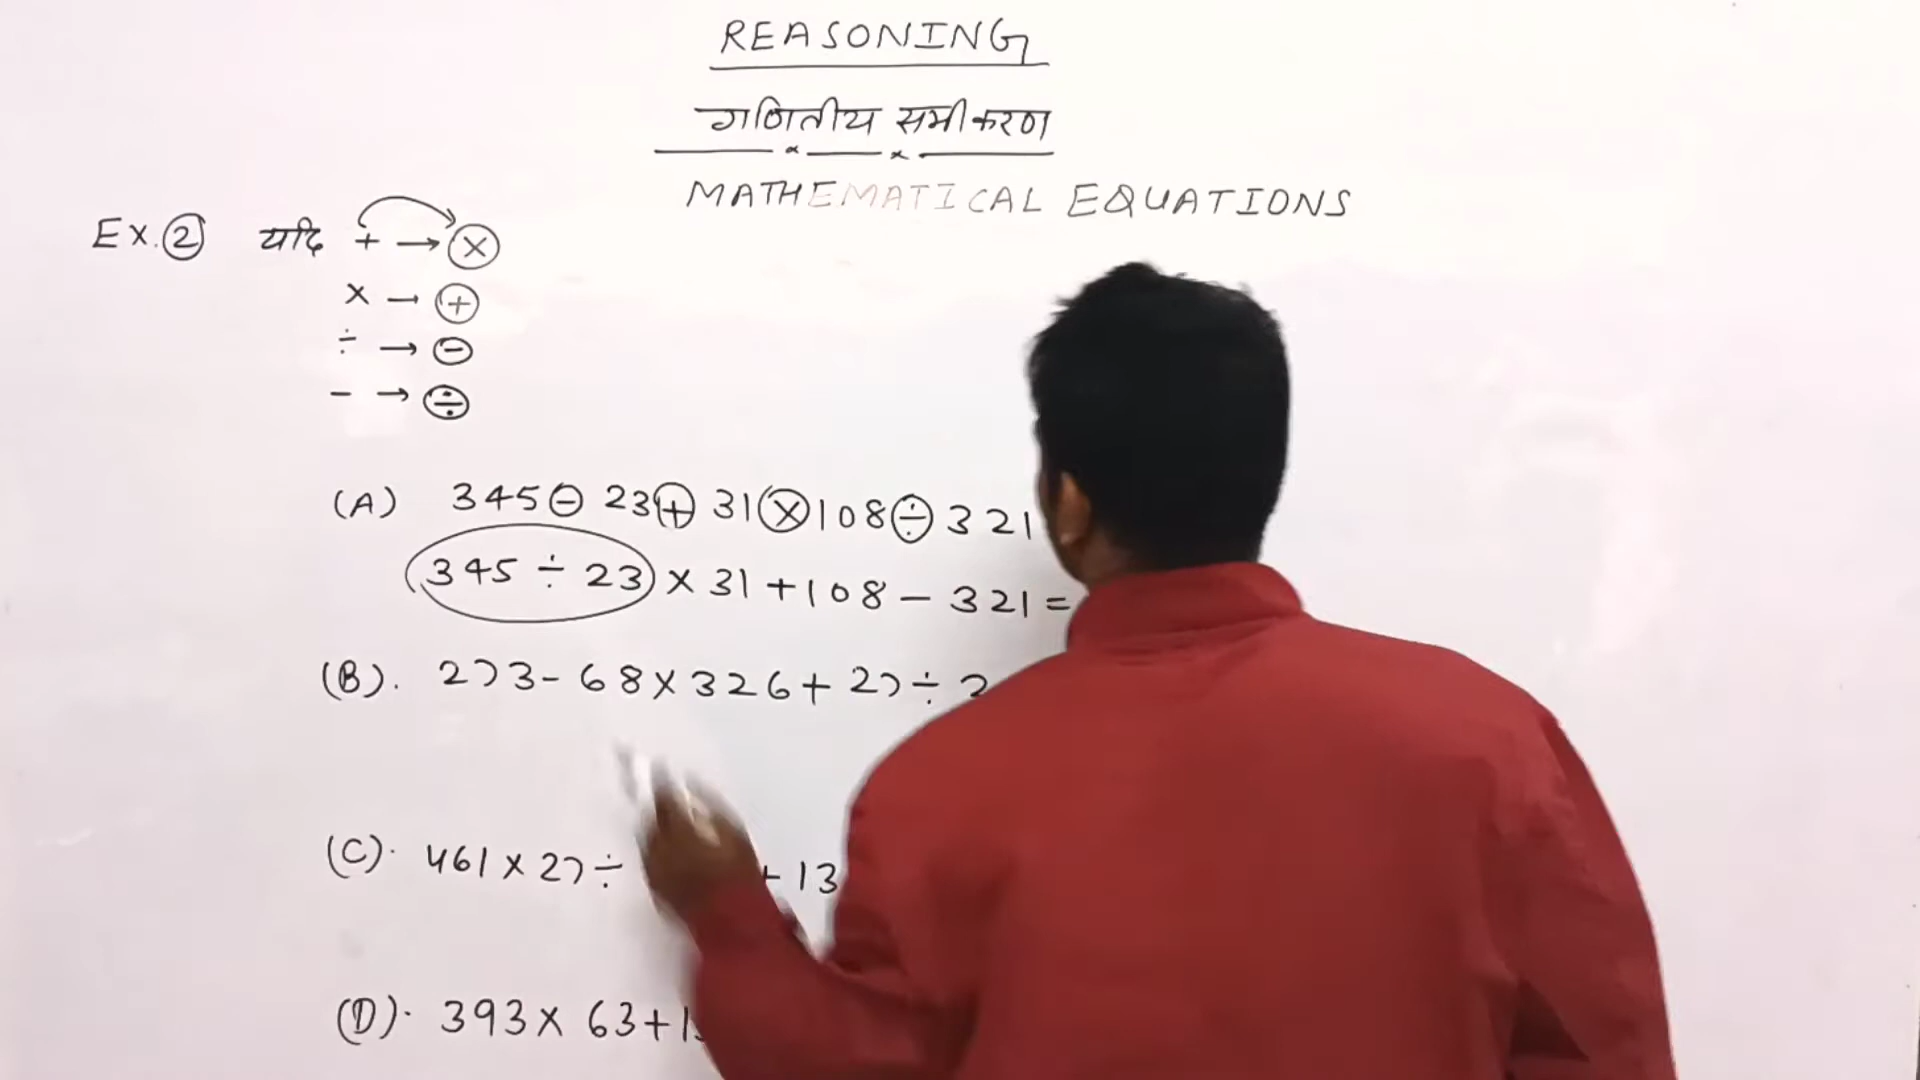 REASONING
गणितीय समीकरण
MATHEMATICAL EQUATIONS
Ex. ② यदि + → ×
× → +
÷ → -
- → ÷
(A) 345 - 23 + 31 × 108 ÷ 321
345 ÷ 23 × 31 + 108 - 321 =
(B). 273 - 68 × 326 + 27 ÷
(C). 461 × 27 ÷ + 13
(D). 393 × 63 +